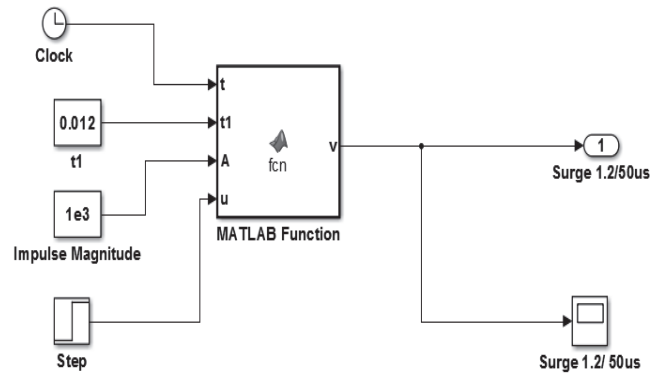 Clock
0.012
t1
1e3
Impulse Magnitude
Step
t
t1
A
u
fcn
v
MATLAB Function
1
Surge 1.2/50us
Surge 1.2/ 50us